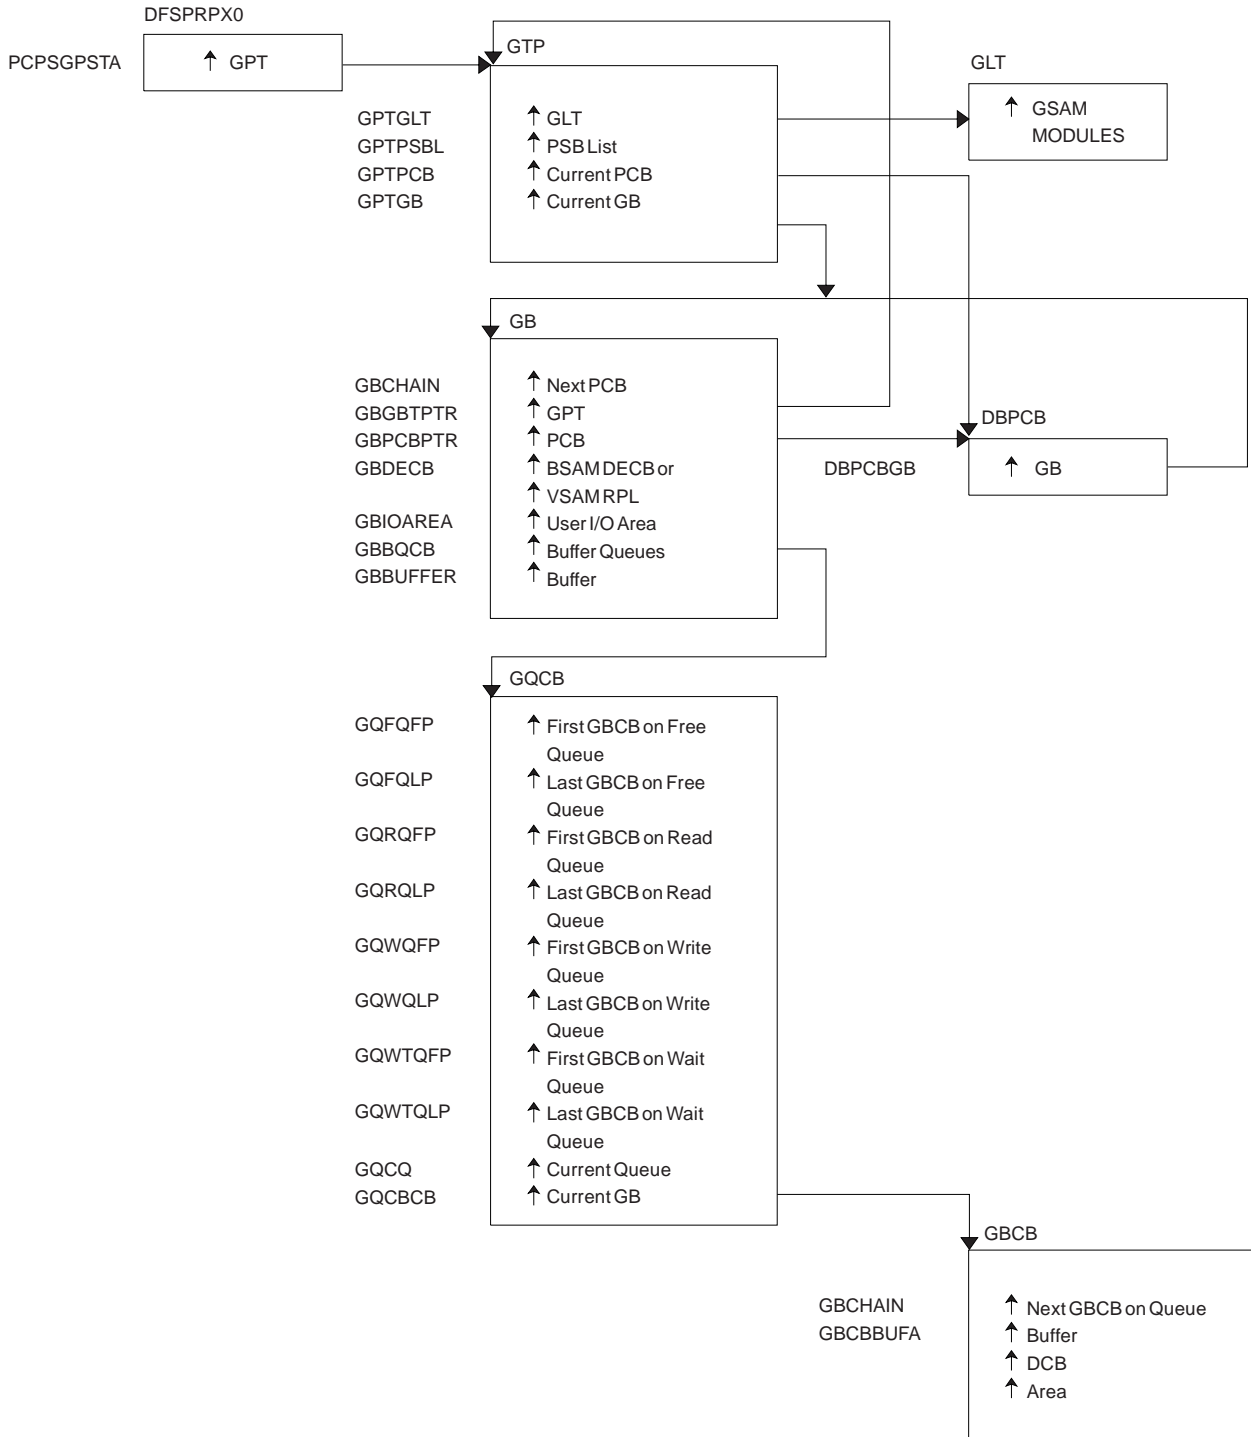 DFSPRPX0
PCPSGPSTA
GPT
GTP
GPTGLT
GLT
GPTPSBL
PSB List
GPTPCB
Current PCB
GPTGB
Current GB
GLT
GSAM
MODULES
GB
GBCHAIN
Next PCB
GBGBTPTR
GPT
GBPCBPTR
PCB
GBDECB
BSAM DECB or
VSAM RPL
GBIOAREA
User I/O Area
GBBQCB
Buffer Queues
GBBUFFER
Buffer
DBPCB
DBPCBGB
GB
GQCB
GQFQFP
First GBCB on Free
Queue
GQFQLP
Last GBCB on Free
Queue
GQRQFP
First GBCB on Read
Queue
GQRQLP
Last GBCB on Read
Queue
GQWQFP
First GBCB on Write
Queue
GQWQLP
Last GBCB on Write
Queue
GQWTQFP
First GBCB on Wait
Queue
GQWTQLP
Last GBCB on Wait
Queue
GQCQ
Current Queue
GQCBCB
Current GB
GBCB
GBCHAIN
Next GBCB on Queue
GBCBBUFA
Buffer
DCB
Area